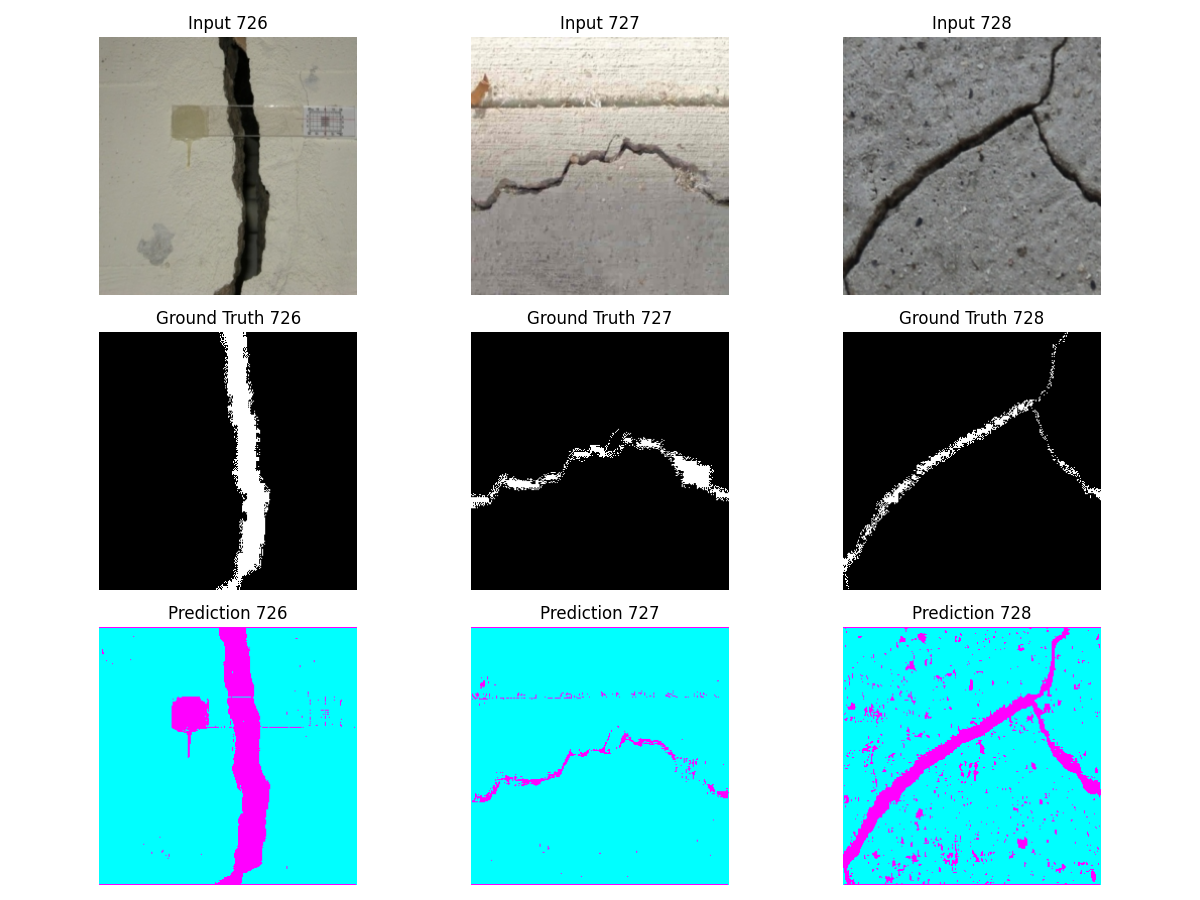 Input 726
Input 727
Input 728
Ground Truth 726
Ground Truth 727
Ground Truth 728
Prediction 726
Prediction 727
Prediction 728